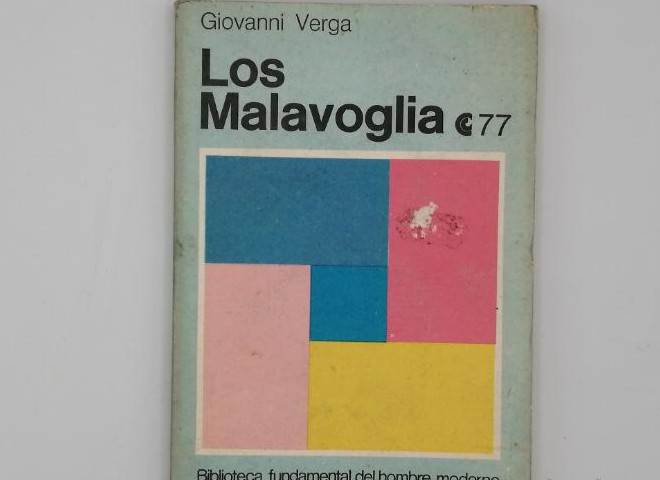 Giovanni Verga
Los
Malavoglia 77
Biblioteca fundamental del hombre moderno